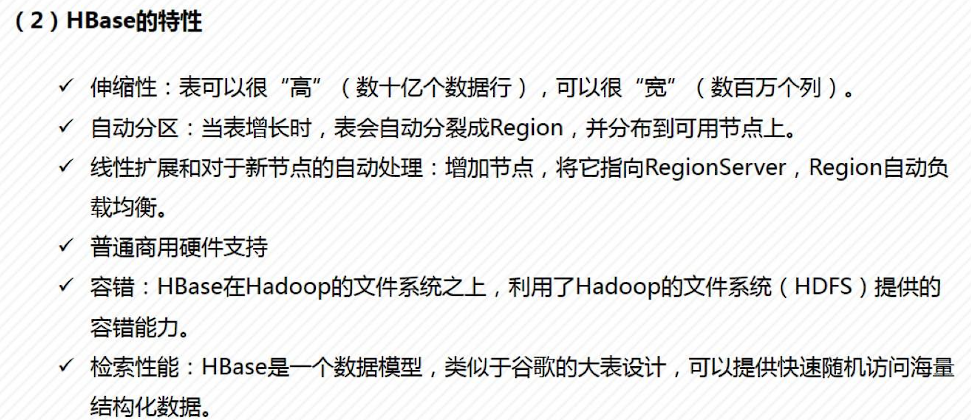 （2）HBase的特性
✓ 伸缩性：表可以很“高”（数十亿个数据行），可以很“宽”（数百万个列）。
✓ 自动分区：当表增长时，表会自动分裂成Region，并分布到可用节点上。
✓ 线性扩展和对于新节点的自动处理：增加节点，将它指向RegionServer，Region自动负
载均衡。
✓ 普通商用硬件支持
✓ 容错：HBase在Hadoop的文件系统之上，利用了Hadoop的文件系统（HDFS）提供的
容错能力。
✓ 检索性能：HBase是一个数据模型，类似于谷歌的大表设计，可以提供快速随机访问海量
结构化数据。